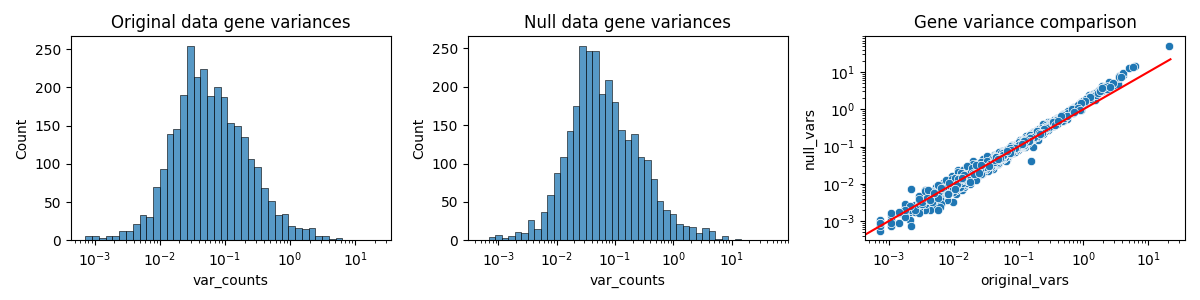 Original data gene variances
Count
250
200
150
100
50
0
10⁻³ 10⁻² 10⁻¹ 10⁰ 10¹
var_counts
Null data gene variances
Count
250
200
150
100
50
0
10⁻³ 10⁻² 10⁻¹ 10⁰ 10¹
var_counts
Gene variance comparison
null_vars
10¹
10⁰
10⁻¹
10⁻²
10⁻³
10⁻³ 10⁻² 10⁻¹ 10⁰ 10¹
original_vars